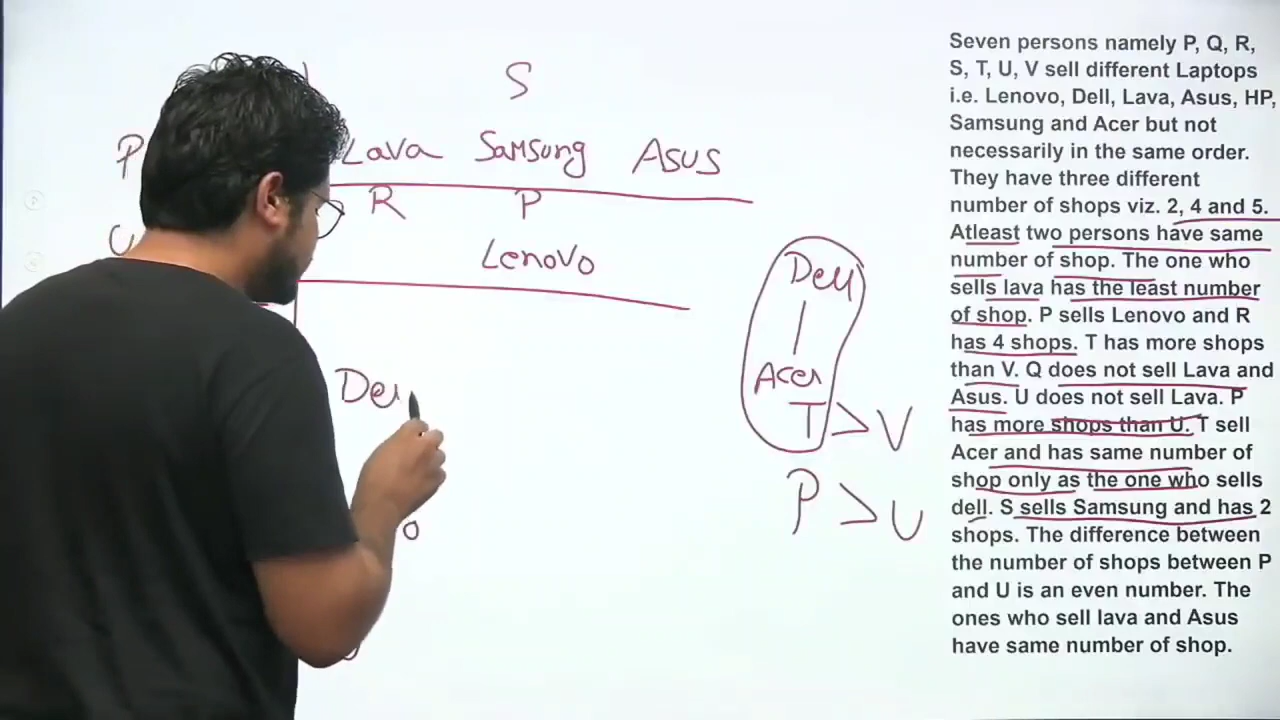 S
P Lava Samsung Asus
R P
Lenovo
Dell
|
Acer
T > V
P > U
De
Seven persons namely P, Q, R,
S, T, U, V sell different Laptops
i.e. Lenovo, Dell, Lava, Asus, HP,
Samsung and Acer but not
necessarily in the same order.
They have three different
number of shops viz. 2, 4 and 5.
Atleast two persons have same
number of shop. The one who
sells lava has the least number
of shop. P sells Lenovo and R
has 4 shops. T has more shops
than V. Q does not sell Lava and
Asus. U does not sell Lava. P
has more shops than U. T sell
Acer and has same number of
shop only as the one who sells
dell. S sells Samsung and has 2
shops. The difference between
the number of shops between P
and U is an even number. The
ones who sell lava and Asus
have same number of shop.